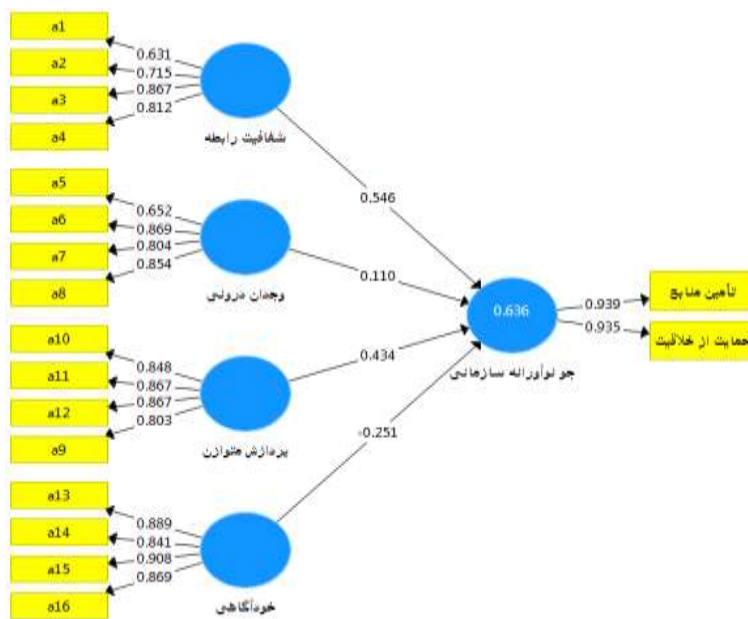 a1
a2
a3
a4
0.631
0.715
0.867
0.812
شفافیت رابطه
0.546
a5
a6
a7
a8
0.652
0.869
0.804
0.854
وجدان درونی
0.110
a10
a11
a12
a9
0.848
0.867
0.867
0.803
پردازش متوازن
0.434
a13
a14
a15
a16
0.889
0.841
0.908
0.869
خودآگاهی
-0.251
0.636
جو نوآورانه سازمانی
0.939
0.935
تأمین منابع
حمایت از خلاقیت